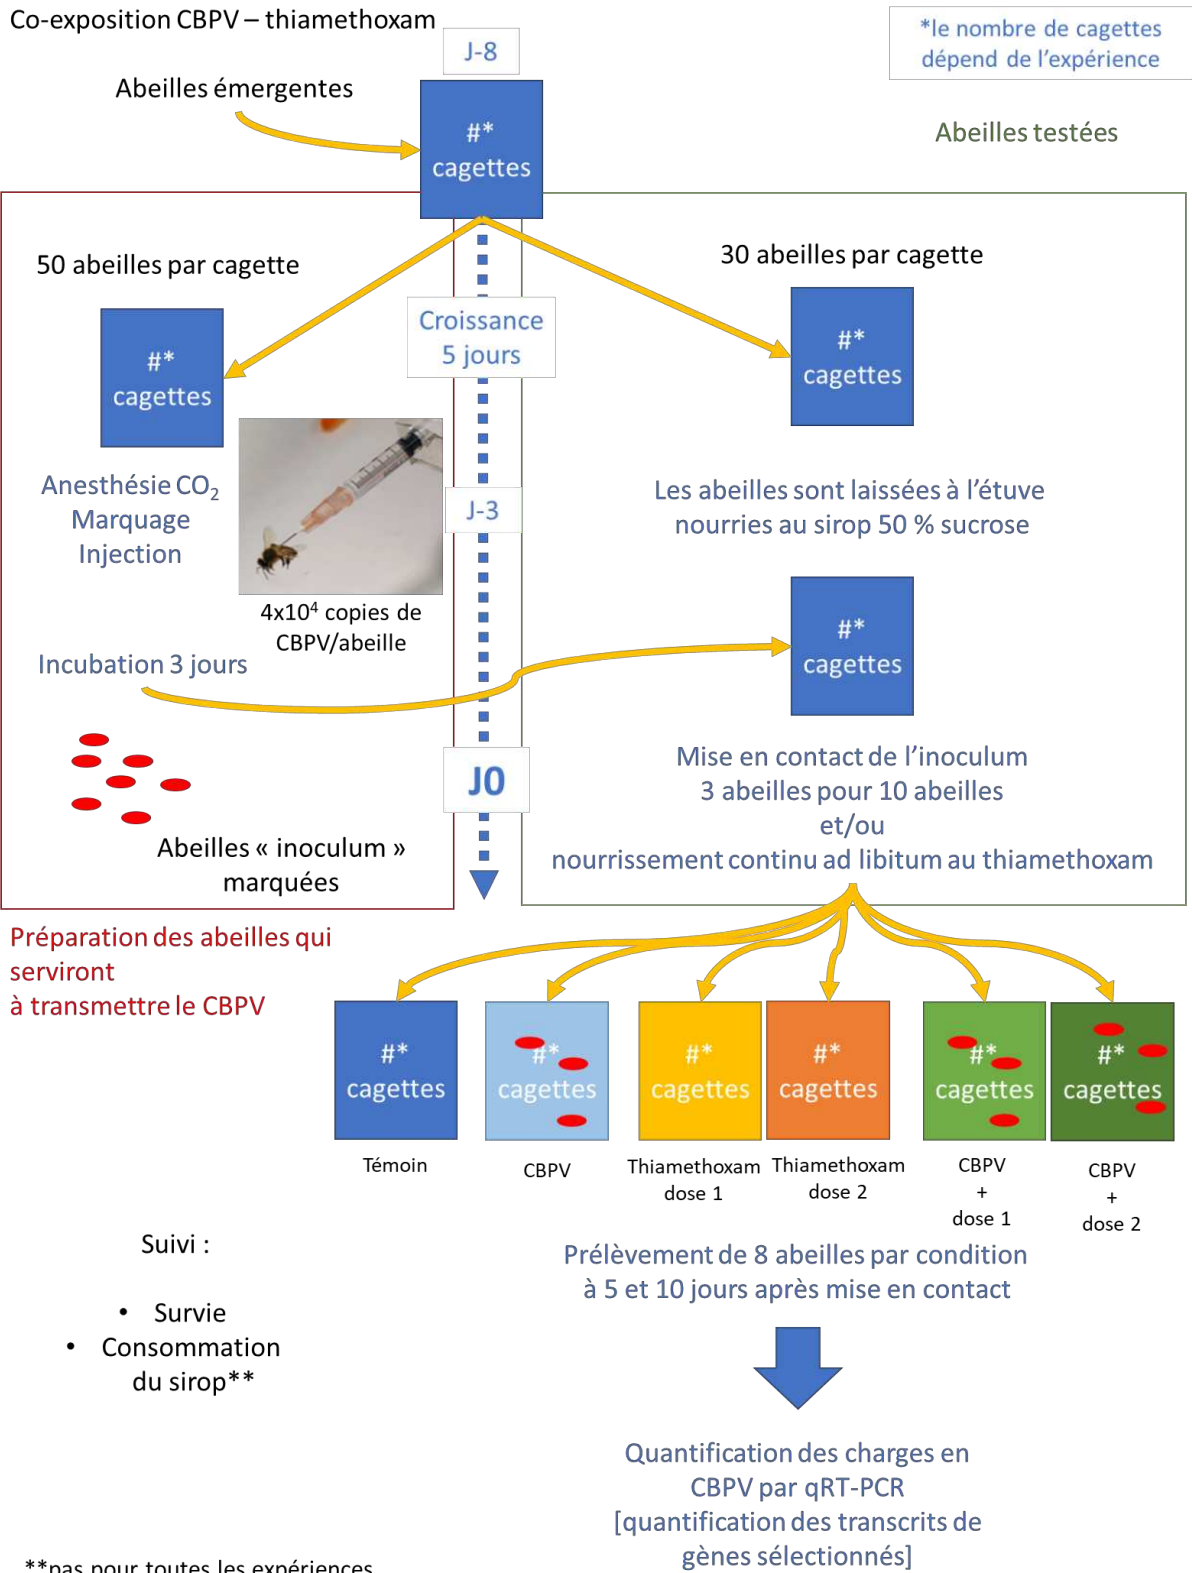 Co-exposition CBPV – thiamethoxam
*le nombre de cagettes
dépend de l'expérience
J-8
Abeilles émergentes
#*
cagettes
Abeilles testées
50 abeilles par cagette
30 abeilles par cagette
#*
cagettes
Croissance
5 jours
#*
cagettes
Anesthésie CO₂
Marquage
Injection
J-3
Les abeilles sont laissées à l'étuve
nourries au sirop 50 % sucrose
4x10⁴ copies de
CBPV/abeille
#*
cagettes
Incubation 3 jours
J0
Mise en contact de l'inoculum
3 abeilles pour 10 abeilles
et/ou
nourrissement continu ad libitum au thiamethoxam
Abeilles « inoculum »
marquées
Préparation des abeilles qui
serviront
à transmettre le CBPV
#*
cagettes
#*
cagettes
#*
cagettes
#*
cagettes
#*
cagettes
#*
cagettes
Témoin
CBPV
Thiamethoxam
dose 1
Thiamethoxam
dose 2
CBPV
+
dose 1
CBPV
+
dose 2
Suivi :
• Survie
• Consommation
du sirop**
Prélèvement de 8 abeilles par condition
à 5 et 10 jours après mise en contact
Quantification des charges en
CBPV par qRT-PCR
[quantification des transcrits de
gènes sélectionnés]
**pas pour toutes les expériences